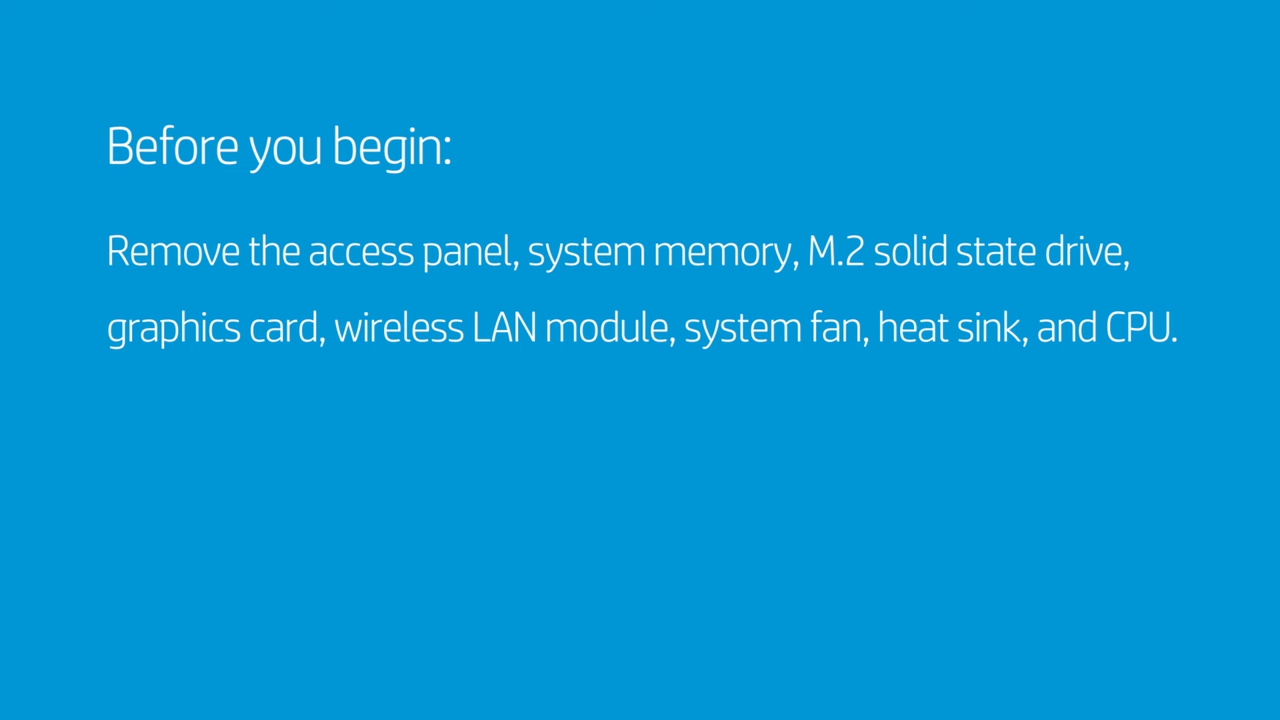 Before you begin:
Remove the access panel, system memory, M.2 solid state drive,
graphics card, wireless LAN module, system fan, heat sink, and CPU.